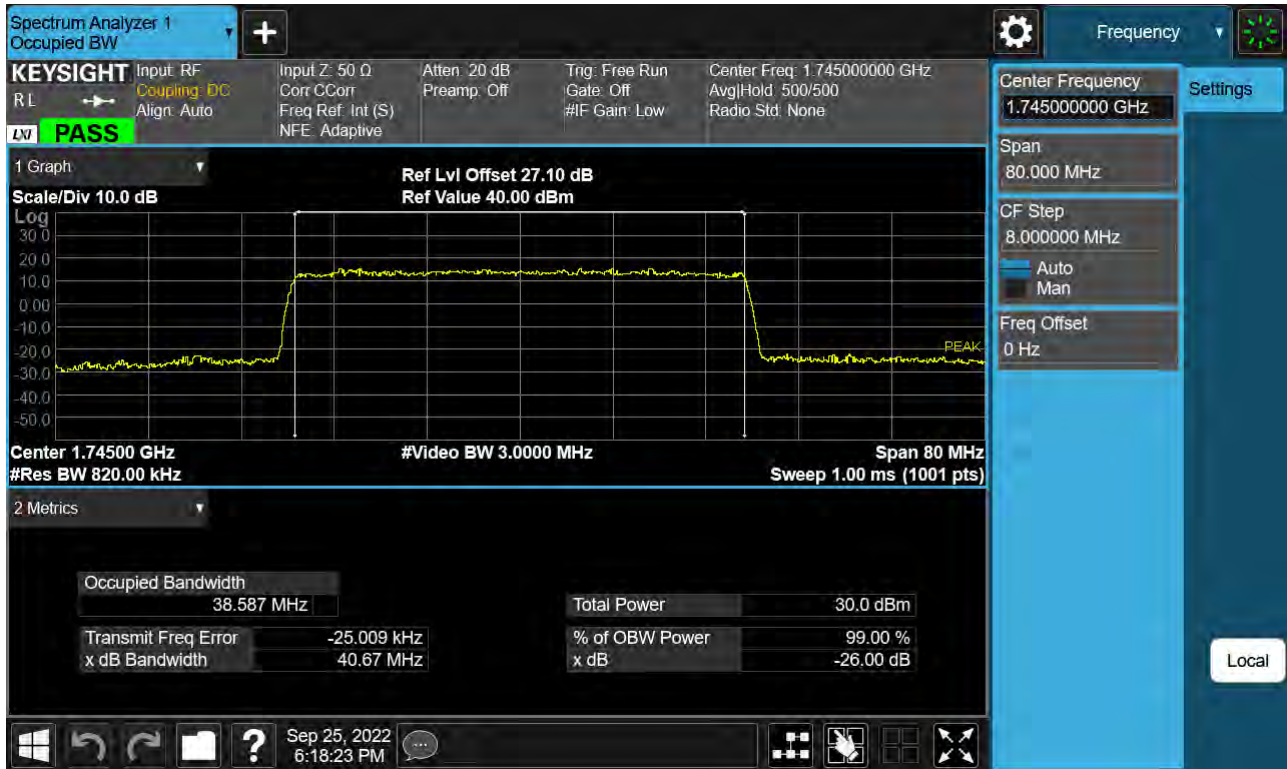 Spectrum Analyzer 1
Occupied BW
+
Frequency
KEYSIGHT
RL
LXI
PASS
Input: RF
Coupling: DC
Align: Auto
Input Z: 50 Ω
Corr CCorr
Freq Ref: Int (S)
NFE: Adaptive
Atten: 20 dB
Preamp: Off
Trig: Free Run
Gate: Off
#IF Gain: Low
Center Freq: 1.745000000 GHz
Avg|Hold: 500/500
Radio Std: None
1 Graph
Scale/Div 10.0 dB
Ref Lvl Offset 27.10 dB
Ref Value 40.00 dBm
Log
30.0
20.0
10.0
0.00
-10.0
-20.0
-30.0
-40.0
-50.0
PEAK
Center 1.74500 GHz
#Res BW 820.00 kHz
#Video BW 3.0000 MHz
Span 80 MHz
Sweep 1.00 ms (1001 pts)
2 Metrics
Occupied Bandwidth
38.587 MHz
Transmit Freq Error -25.009 kHz
x dB Bandwidth 40.67 MHz
Total Power 30.0 dBm
% of OBW Power 99.00 %
x dB -26.00 dB
Center Frequency
1.745000000 GHz
Span
80.000 MHz
CF Step
8.000000 MHz
Auto
Man
Freq Offset
0 Hz
Settings
Local
?
Sep 25, 2022
6:18:23 PM